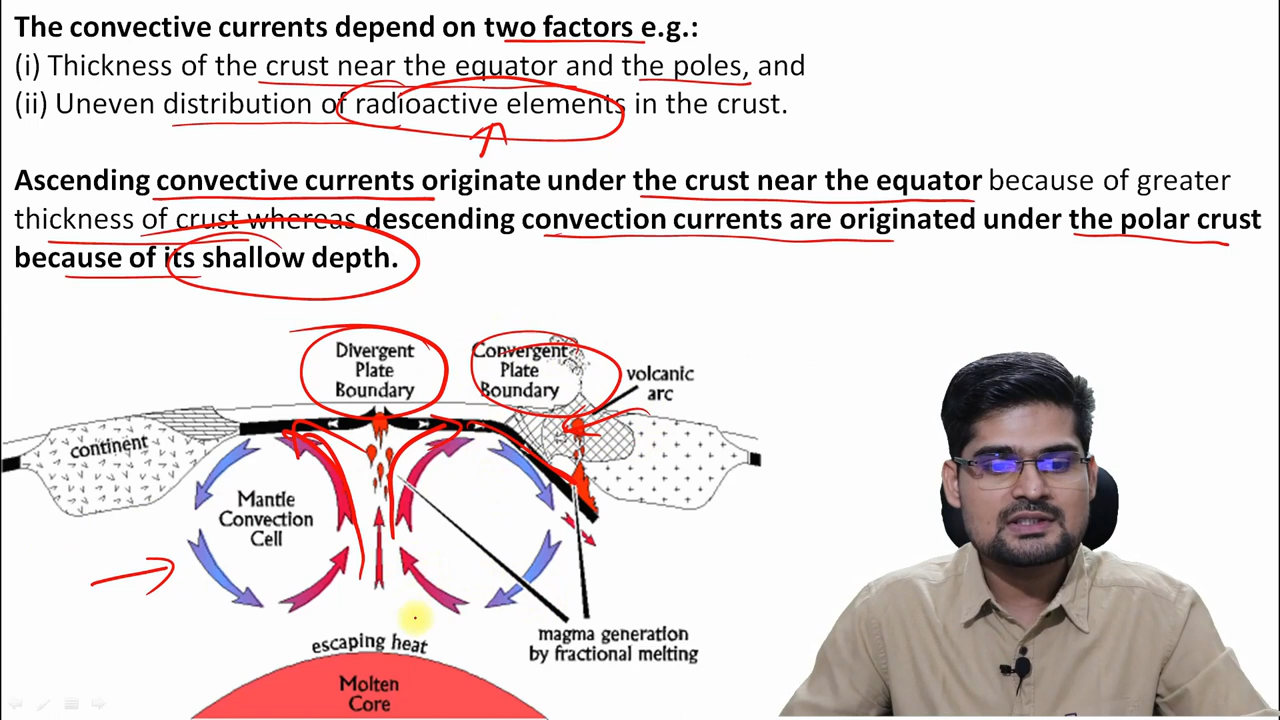 The convective currents depend on two factors e.g.:
(i) Thickness of the crust near the equator and the poles, and
(ii) Uneven distribution of radioactive elements in the crust.
Ascending convective currents originate under the crust near the equator because of greater
thickness of crust whereas descending convection currents are originated under the polar crust
because of its shallow depth.
Divergent
Plate
Boundary
Convergent
Plate
Boundary
volcanic
arc
continent
Mantle
Convection
Cell
escaping heat
magma generation
by fractional melting
Molten
Core